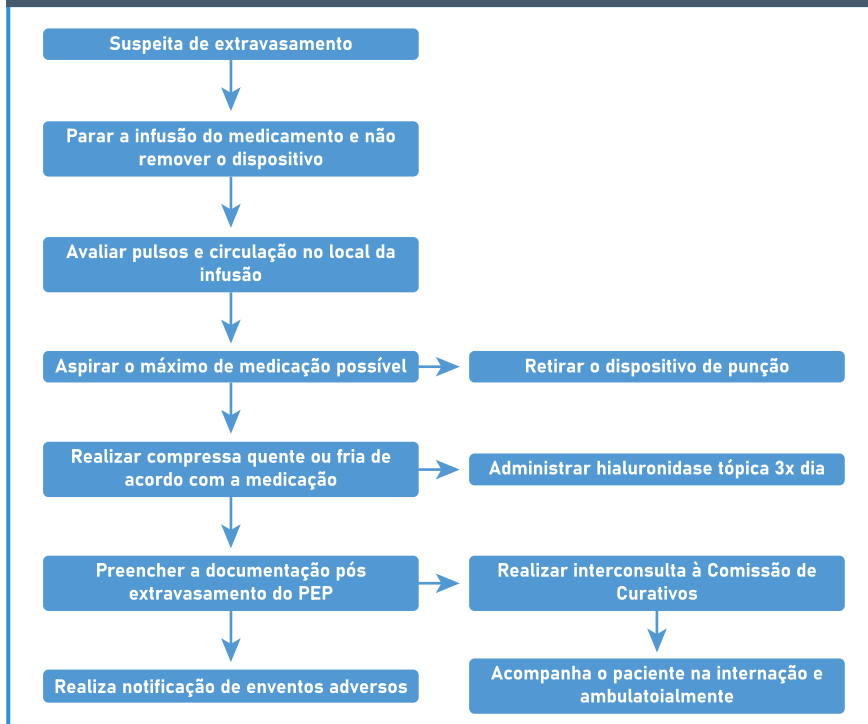 Suspeita de extravasamento
Parar a infusão do medicamento e não
remover o dispositivo
Avaliar pulsos e circulação no local da
infusão
Aspirar o máximo de medicação possível
Retirar o dispositivo de punção
Realizar compressa quente ou fria de
acordo com a medicação
Administrar hialuronidase tópica 3x dia
Preencher a documentação pós
extravasamento do PEP
Realizar interconsulta à Comissão de
Curativos
Realiza notificação de enventos adversos
Acompanha o paciente na internação e
ambulatoialmente